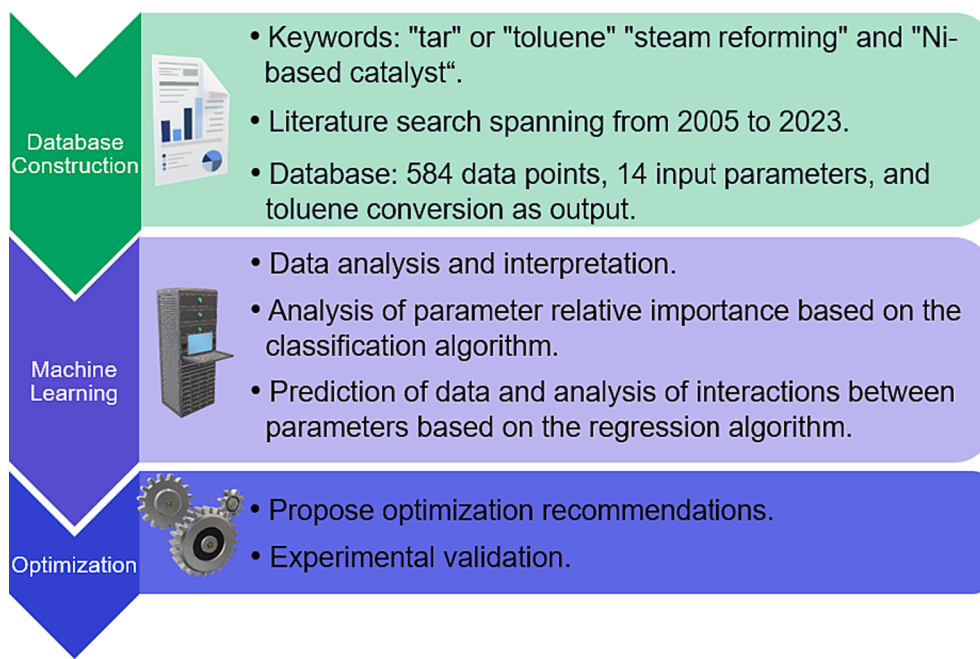 Database
Construction
• Keywords: "tar" or "toluene" "steam reforming" and "Ni-
based catalyst“.
• Literature search spanning from 2005 to 2023.
• Database: 584 data points, 14 input parameters, and
toluene conversion as output.
Machine
Learning
• Data analysis and interpretation.
• Analysis of parameter relative importance based on the
classification algorithm.
• Prediction of data and analysis of interactions between
parameters based on the regression algorithm.
Optimization
• Propose optimization recommendations.
• Experimental validation.